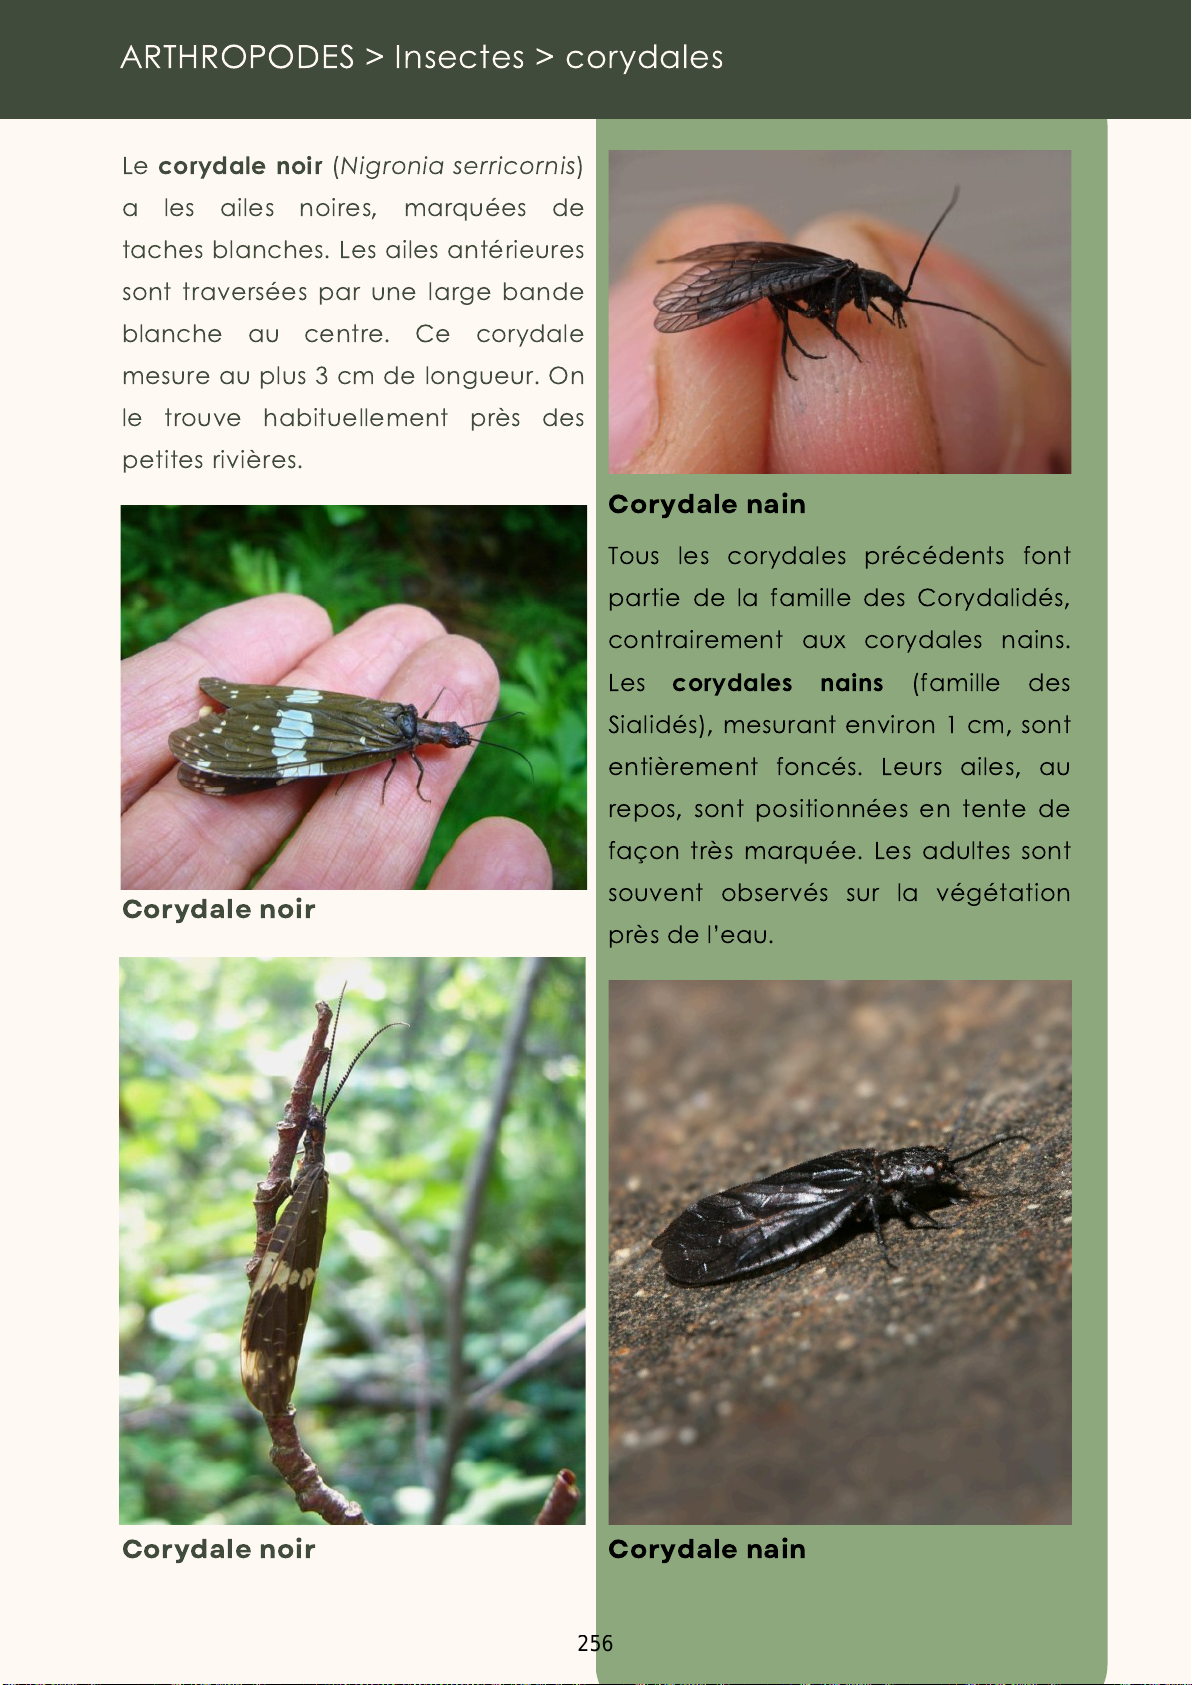 ARTHROPODES > Insectes > corydales
Le corydale noir (Nigronia serricornis)
a les ailes noires, marquées de
taches blanches. Les ailes antérieures
sont traversées par une large bande
blanche au centre. Ce corydale
mesure au plus 3 cm de longueur. On
le trouve habituellement près des
petites rivières.
Corydale noir
Corydale noir
Corydale nain
Tous les corydales précédents font
partie de la famille des Corydalidés,
contrairement aux corydales nains.
Les corydales nains (famille des
Sialidés), mesurant environ 1 cm, sont
entièrement foncés. Leurs ailes, au
repos, sont positionnées en tente de
façon très marquée. Les adultes sont
souvent observés sur la végétation
près de l’eau.
Corydale nain
256